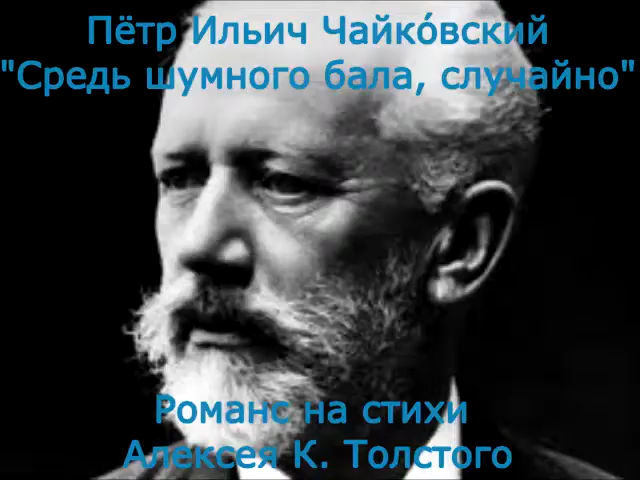 Пётр Ильич Чайко́вский
"Средь шумного бала, случайно"
Романс на стихи
Алексея К. Толстого